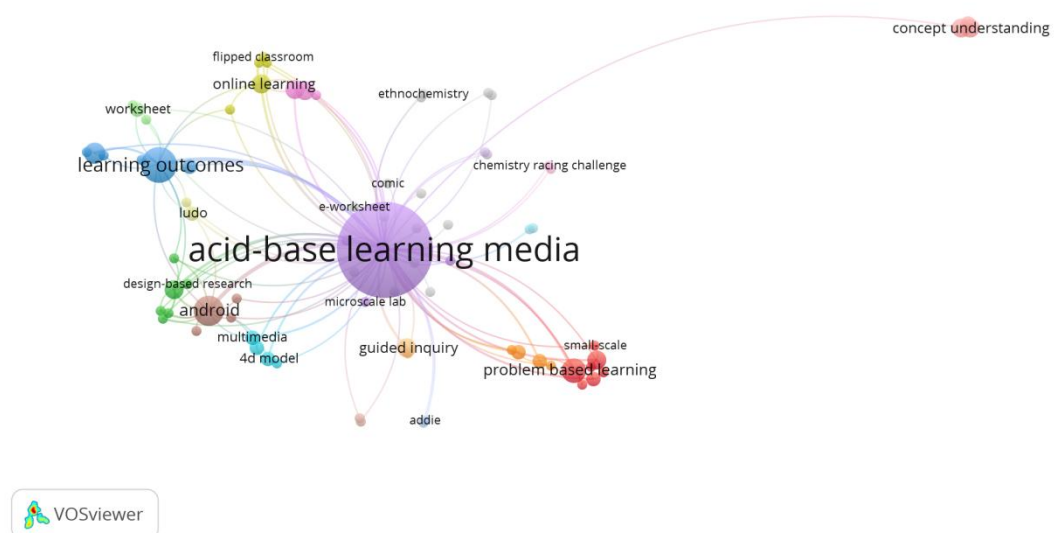 concept understanding
flipped classroom
online learning
ethnochemistry
worksheet
learning outcomes
chemistry racing challenge
comic
e-worksheet
ludo
acid-base learning media
design-based research
microscale lab
android
multimedia
guided inquiry
small-scale
4d model
problem based learning
addie
VOSviewer